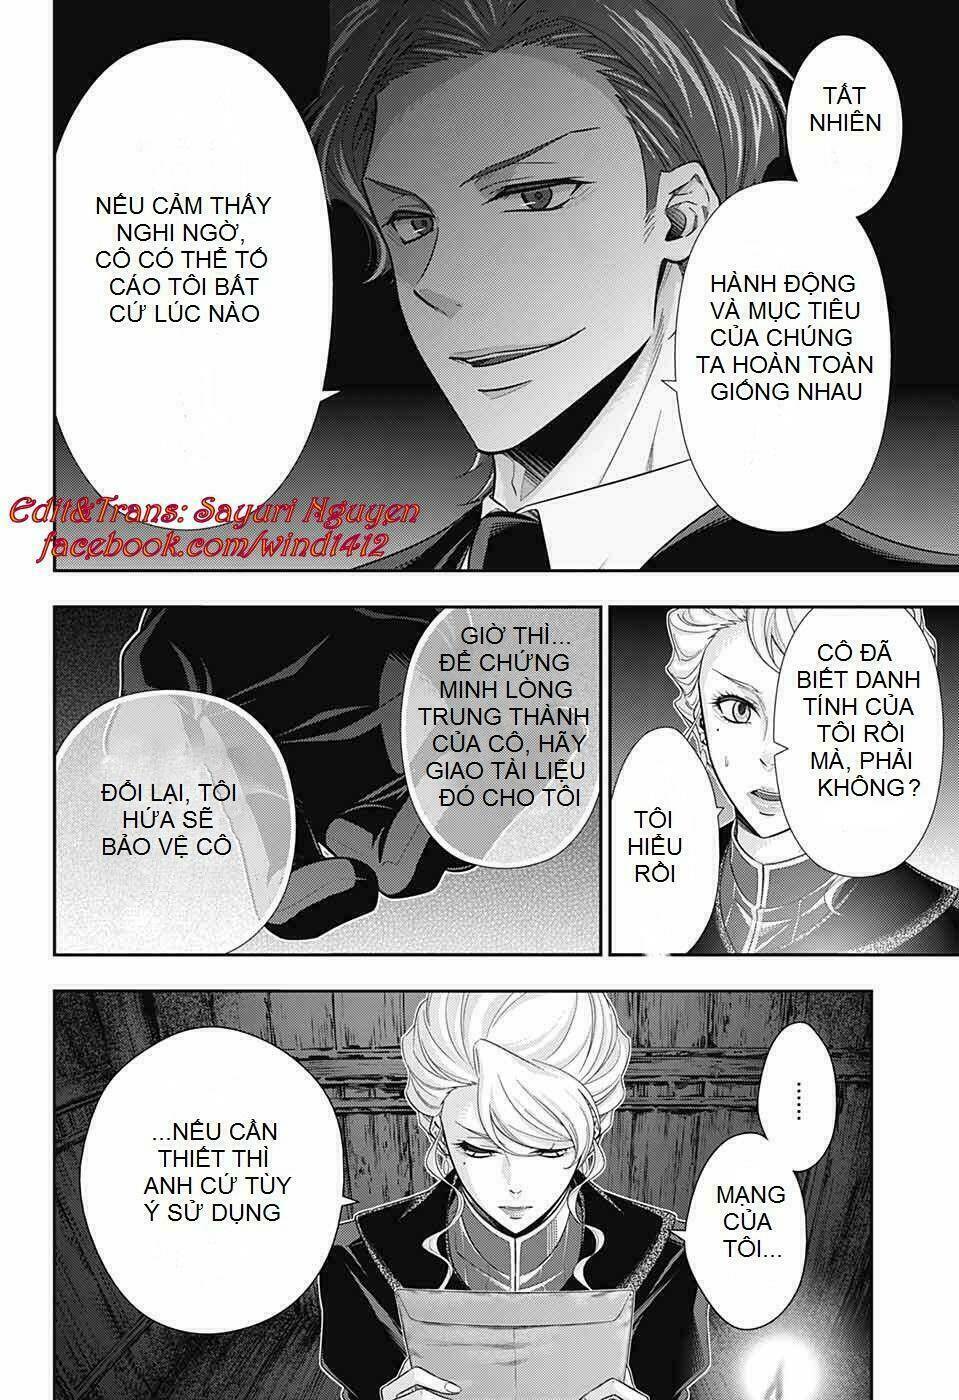 TẤT
NHIÊN
HÀNH ĐỘNG
VÀ MỤC TIÊU
CỦA CHÚNG
TA HOÀN TOÀN
GIỐNG NHAU
NẾU CẢM THẤY
NGHI NGỜ,
CÔ CÓ THỂ TỐ
CÁO TÔI BẤT
CỨ LÚC NÀO
Edit&Trans: Sayuri Nguyen
facebook.com/wind1412
CÔ ĐÃ
BIẾT DANH
TÍNH CỦA
TÔI RỒI
MÀ, PHẢI
KHÔNG?
TÔI
HIỂU
RỒI
GIỜ THÌ...
ĐỂ CHỨNG
MINH LÒNG
TRUNG THÀNH
CỦA CÔ, HÃY
GIAO TÀI LIỆU
ĐÓ CHO TÔI
ĐỔI LẠI, TÔI
HỨA SẼ
BẢO VỆ CÔ
......
MẠNG
CỦA
TÔI...
...NẾU CẦN
THIẾT THÌ
ANH CỨ TÙY
Ý SỬ DỤNG